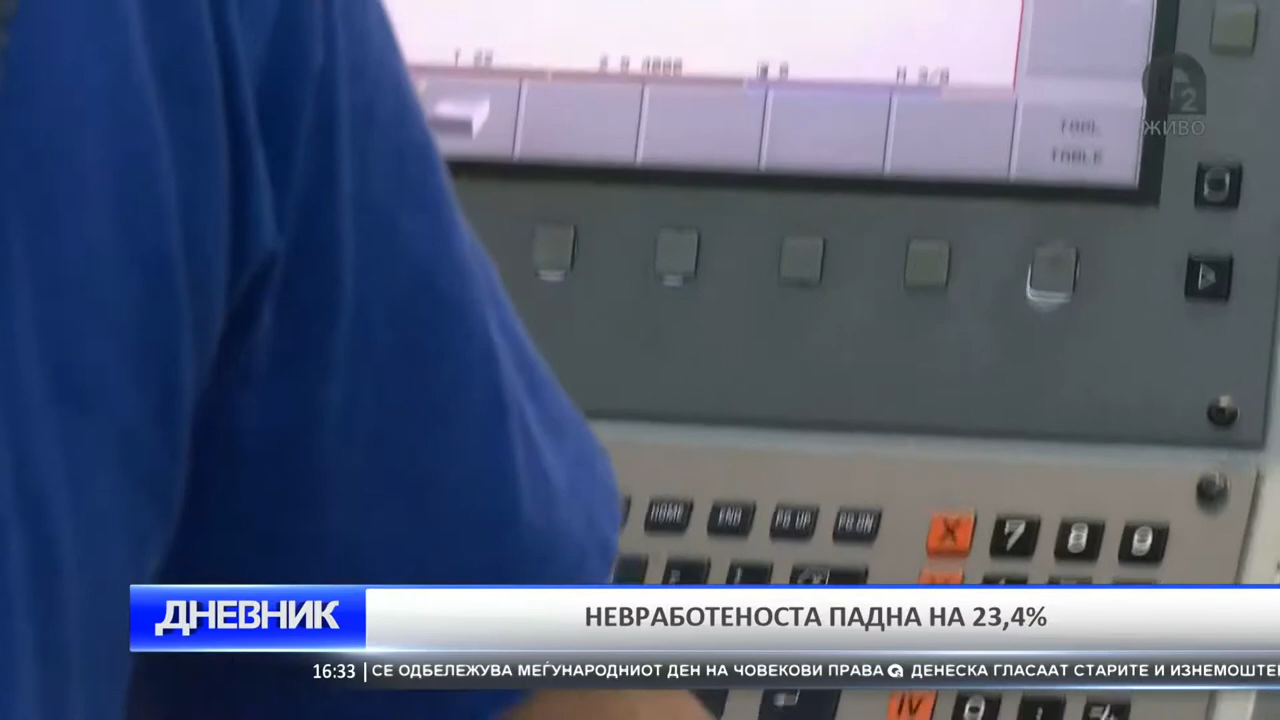 2
ЖИВО
TOOL
TABLE
HOME END PG UP PG DN X 7 8 9
ДНЕВНИК
НЕВРАБОТЕНОСТА ПАДНА НА 23,4%
16:33 СЕ ОДБЕЛЕЖУВА МЕЃУНАРОДНИОТ ДЕН НА ЧОВЕКОВИ ПРАВА ДЕНЕСКА ГЛАСААТ СТАРИТЕ И ИЗНЕМОШТЕ
IV 0